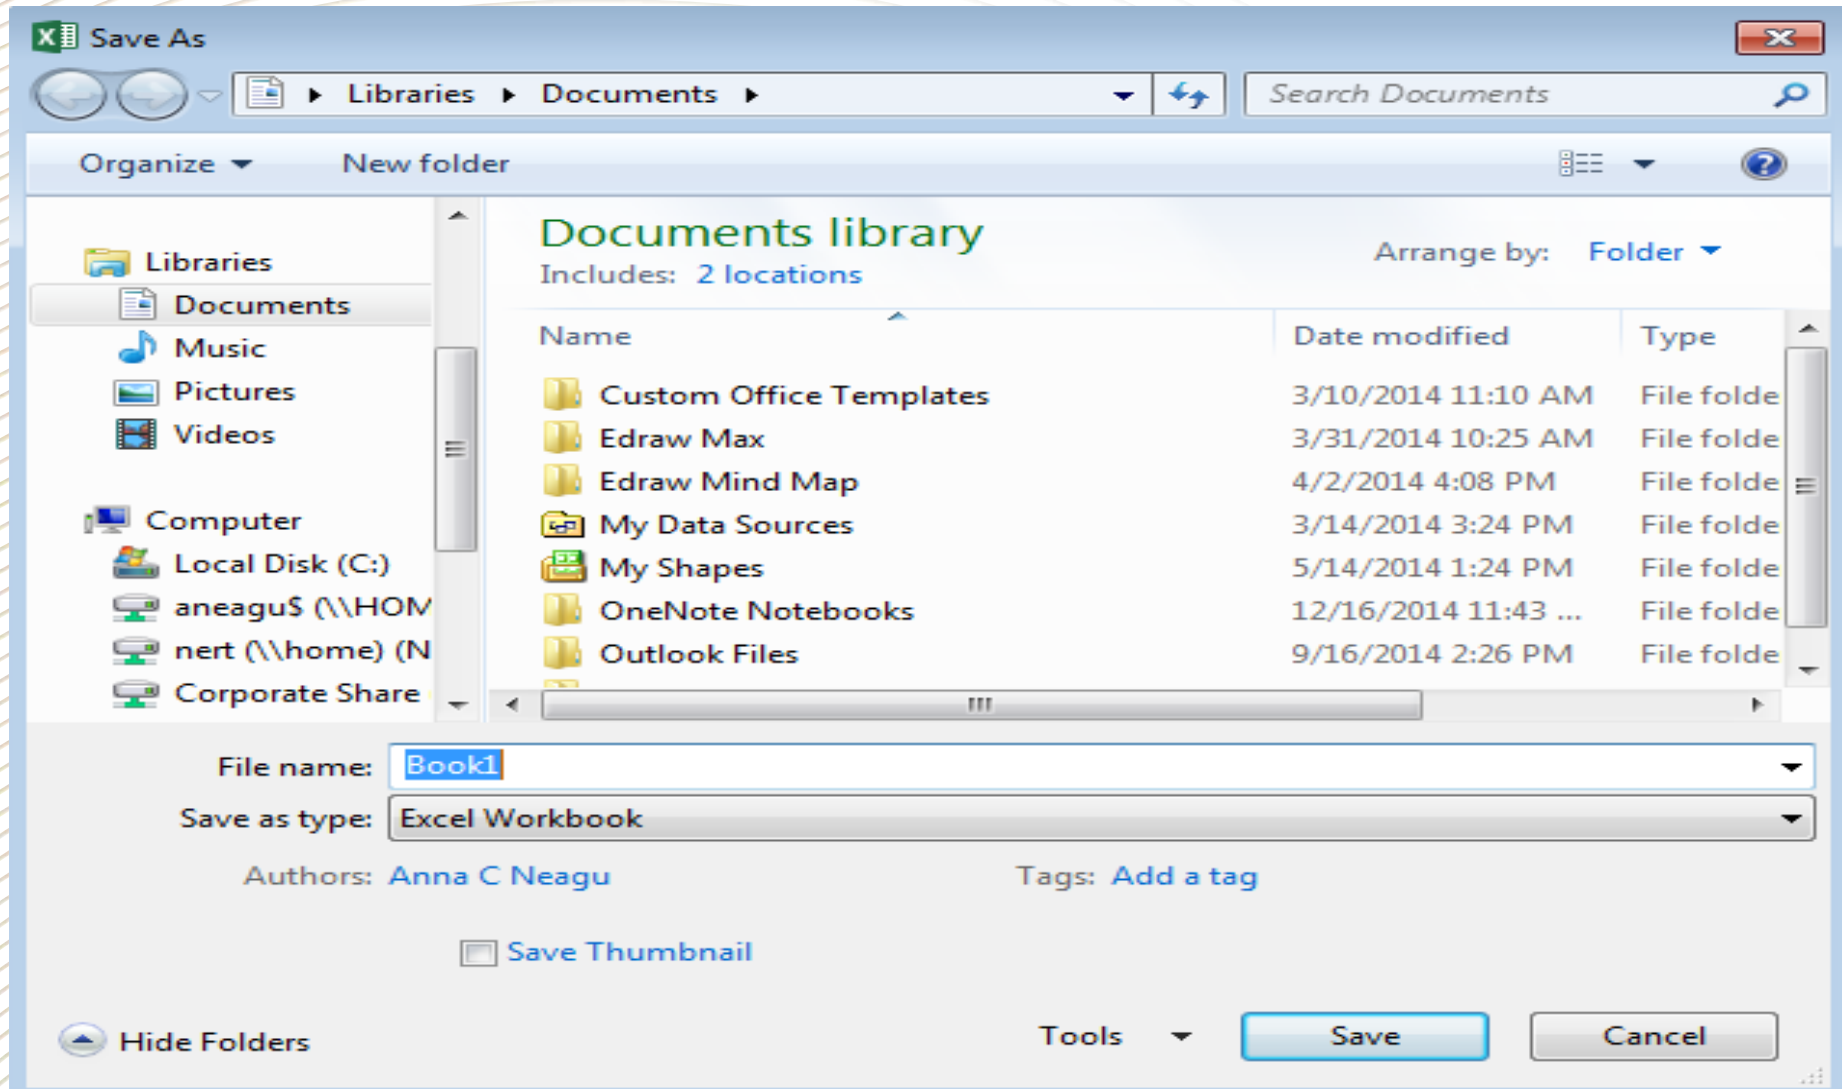 Save As
Libraries Documents
Search Documents
Organize New folder
Documents library
Includes: 2 locations
Arrange by: Folder
Libraries
Documents
Music
Pictures
Videos
Computer
Local Disk (C:)
aneagu$ (\\HOM
nert (\\home) (N
Corporate Share
Name Date modified Type
Custom Office Templates 3/10/2014 11:10 AM File folde
Edraw Max 3/31/2014 10:25 AM File folde
Edraw Mind Map 4/2/2014 4:08 PM File folde
My Data Sources 3/14/2014 3:24 PM File folde
My Shapes 5/14/2014 1:24 PM File folde
OneNote Notebooks 12/16/2014 11:43 ... File folde
Outlook Files 9/16/2014 2:26 PM File folde
File name: Book1
Save as type: Excel Workbook
Authors: Anna C Neagu Tags: Add a tag
Save Thumbnail
Hide Folders Tools Save Cancel